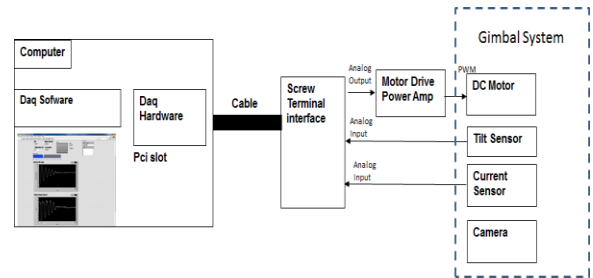 Computer
Daq Sofware
Daq
Hardware
Pci slot
Cable
Screw
Terminal
interface
Analog
Output
Analog
Input
Analog
Input
Motor Drive
Power Amp
PWM
Gimbal System
DC Motor
Tilt Sensor
Current
Sensor
Camera